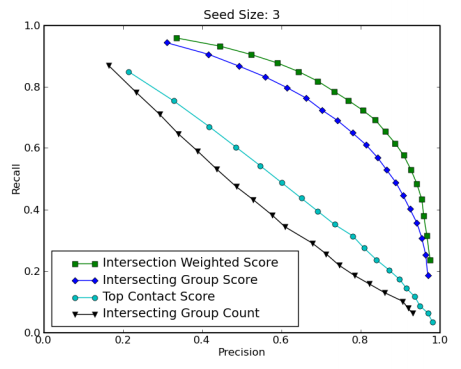 Seed Size: 3
1.0
0.8
0.6
0.4
0.2
0.0
Recall
Intersection Weighted Score
Intersecting Group Score
Top Contact Score
Intersecting Group Count
0.0 0.2 0.4 0.6 0.8 1.0
Precision